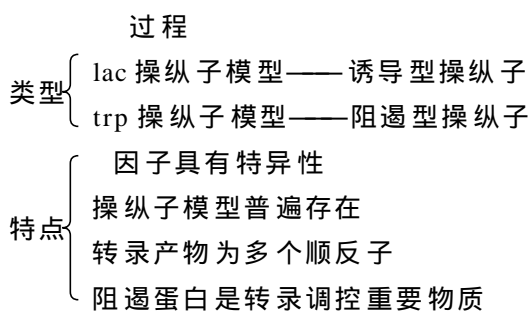 过程
类型
lac 操纵子模型——诱导型操纵子
trp 操纵子模型——阻遏型操纵子
特点
因子具有特异性
操纵子模型普遍存在
转录产物为多个顺反子
阻遏蛋白是转录调控重要物质